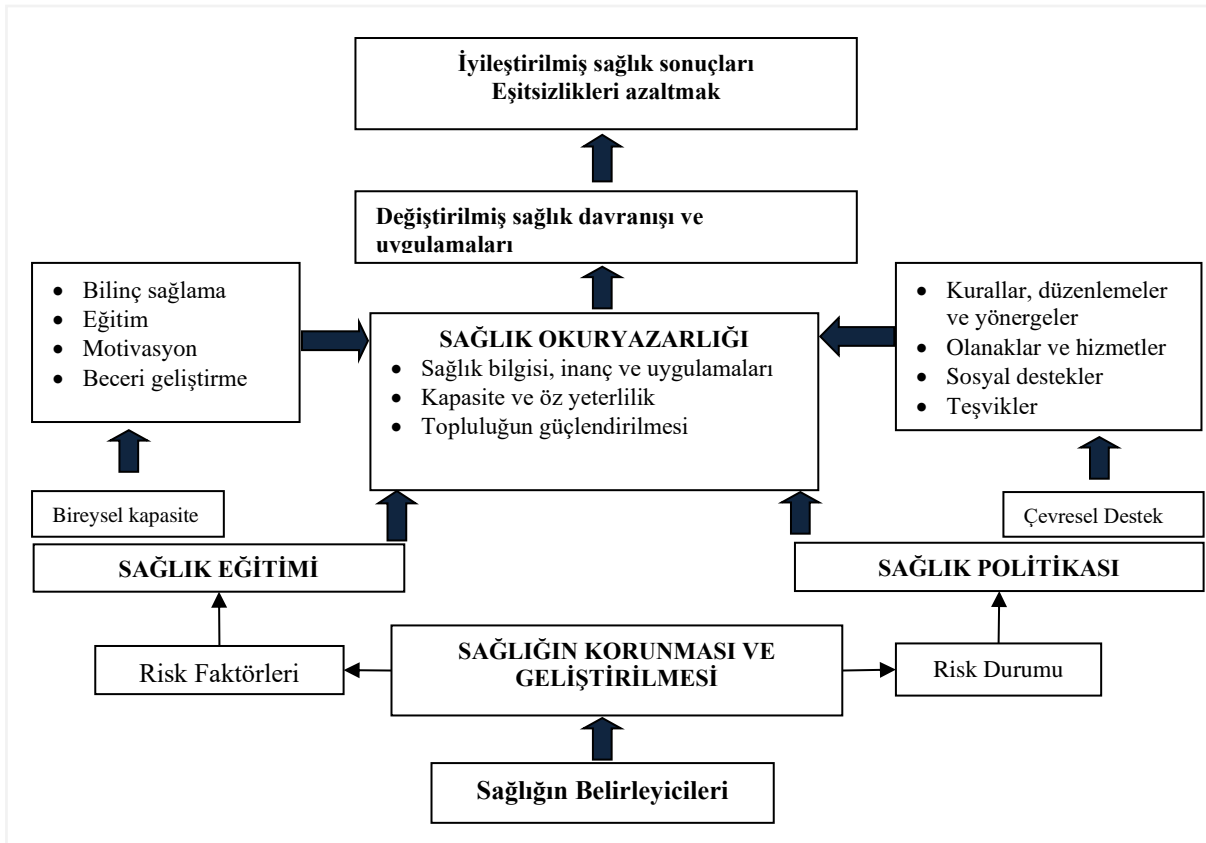 İyileştirilmiş sağlık sonuçları
Eşitsizlikleri azaltmak
Değiştirilmiş sağlık davranışı ve
uygulamaları
• Bilinç sağlama
• Eğitim
• Motivasyon
• Beceri geliştirme
SAĞLIK OKURYAZARLIĞI
• Sağlık bilgisi, inanç ve uygulamaları
• Kapasite ve öz yeterlilik
• Topluluğun güçlendirilmesi
• Kurallar, düzenlemeler
ve yönergeler
• Olanaklar ve hizmetler
• Sosyal destekler
• Teşvikler
Bireysel kapasite
Çevresel Destek
SAĞLIK EĞİTİMİ
SAĞLIK POLİTİKASI
Risk Faktörleri
SAĞLIĞIN KORUNMASI VE
GELİŞTİRİLMESİ
Risk Durumu
Sağlığın Belirleyicileri